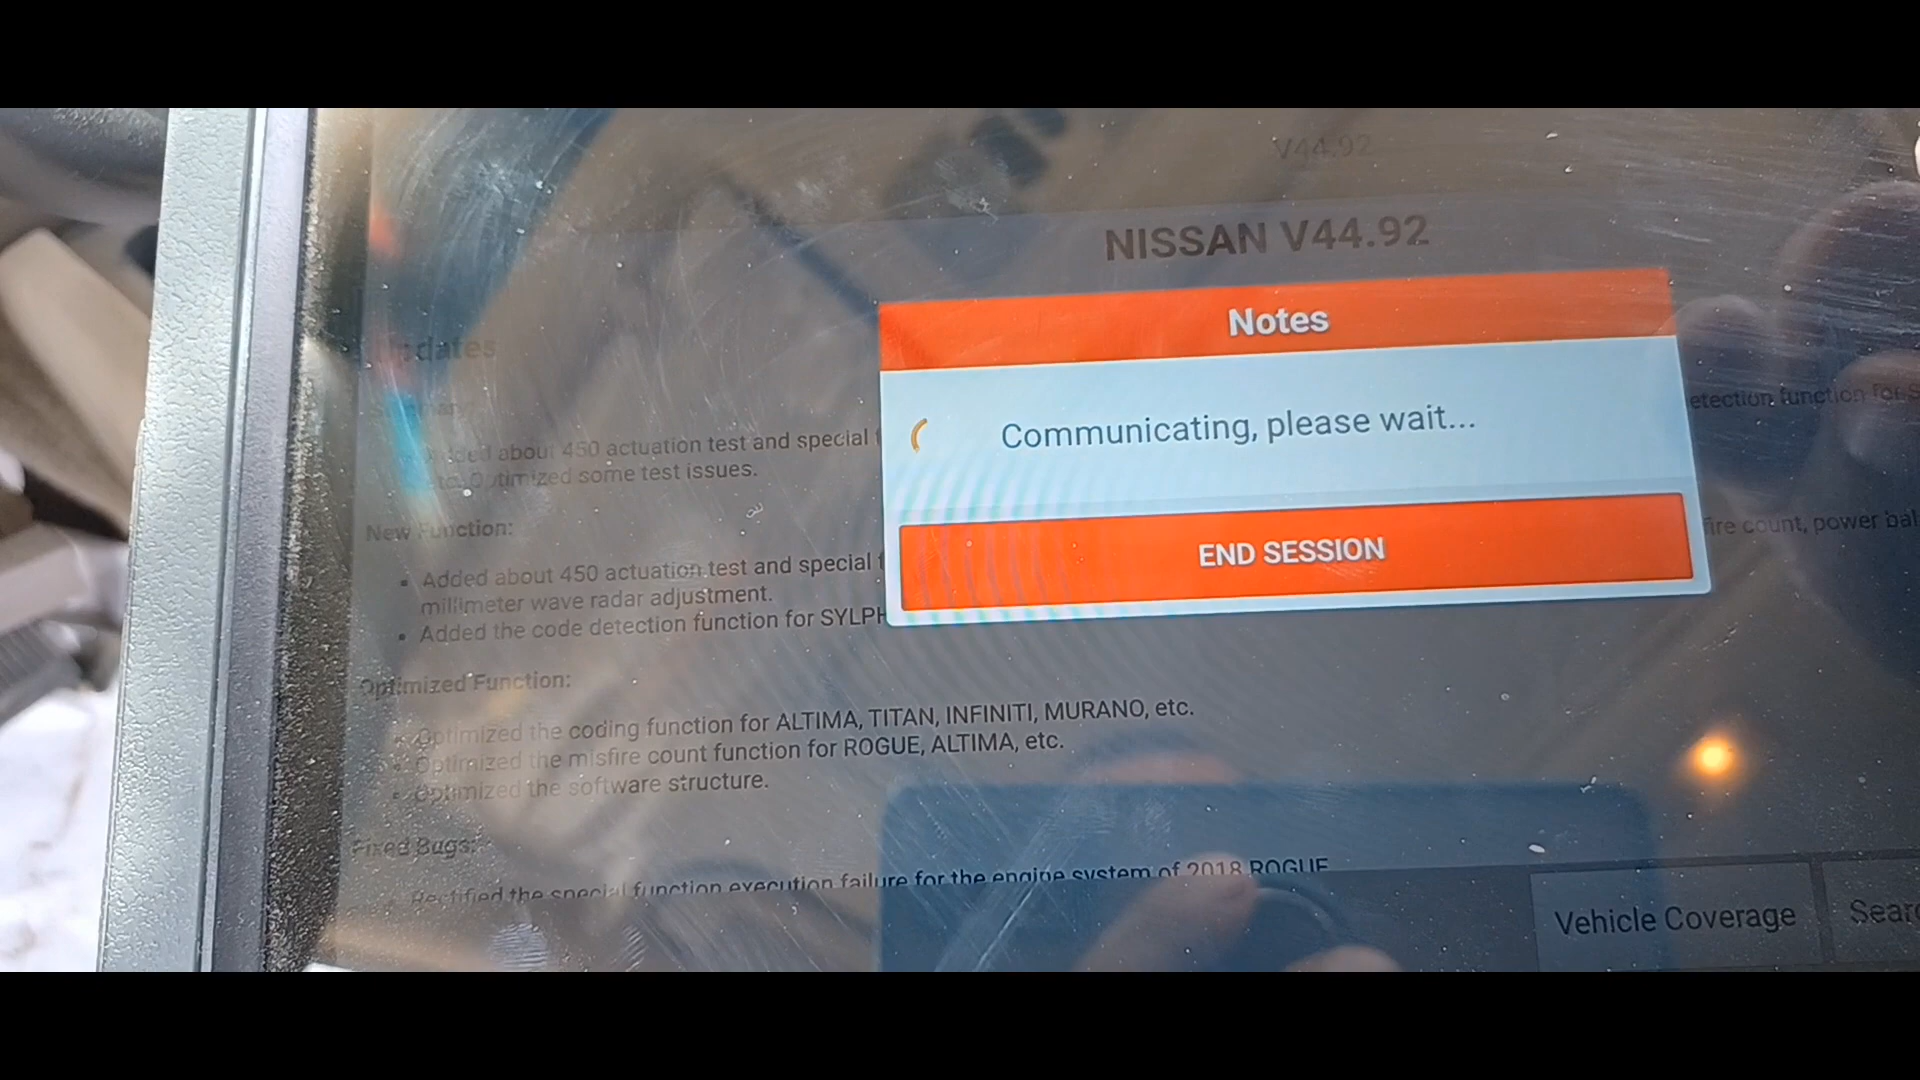 V44.92
NISSAN V44.92
Notes
Communicating, please wait...
END SESSION
Updates
etection function for S
Added about 450 actuation test and special f
Optimized some test issues.
New Function:
fire count, power bal
Added about 450 actuation test and special f
millimeter wave radar adjustment.
Added the code detection function for SYLPH
Optimized Function:
Optimized the coding function for ALTIMA, TITAN, INFINITI, MURANO, etc.
Optimized the misfire count function for ROGUE, ALTIMA, etc.
Optimized the software structure.
Fixed Bugs:
Rectified the special function execution failure for the engine system of 2018 ROGUE
Vehicle Coverage
Sear